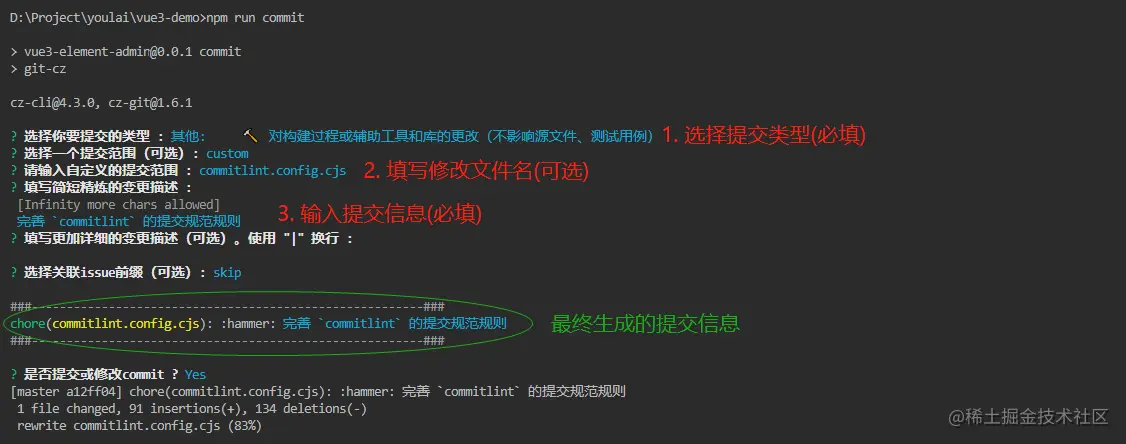 D:\Project\youlai\vue3-demo>npm run commit
> vue3-element-admin@0.0.1 commit
> git-cz
cz-cli@4.3.0, cz-git@1.6.1
? 选择你要提交的类型 : 其他:     🔨 对构建过程或辅助工具和库的更改（不影响源文件、测试用例） 1. 选择提交类型(必填)
? 选择一个提交范围（可选）: custom
? 请输入自定义的提交范围 : commitlint.config.cjs 2. 填写修改文件名(可选)
? 填写简短精炼的变更描述 :
[Infinity more chars allowed]
完善 `commitlint` 的提交规范规则 3. 输入提交信息(必填)
? 填写更加详细的变更描述（可选）。使用 "|" 换行 :
? 选择关联issue前缀（可选）: skip
###--------------------------------------------------------###
chore(commitlint.config.cjs): :hammer: 完善 `commitlint` 的提交规范规则 最终生成的提交信息
###--------------------------------------------------------###
? 是否提交或修改commit ? Yes
[master a12ff04] chore(commitlint.config.cjs): :hammer: 完善 `commitlint` 的提交规范规则
1 file changed, 91 insertions(+), 134 deletions(-)
rewrite commitlint.config.cjs (83%)
@稀土掘金技术社区